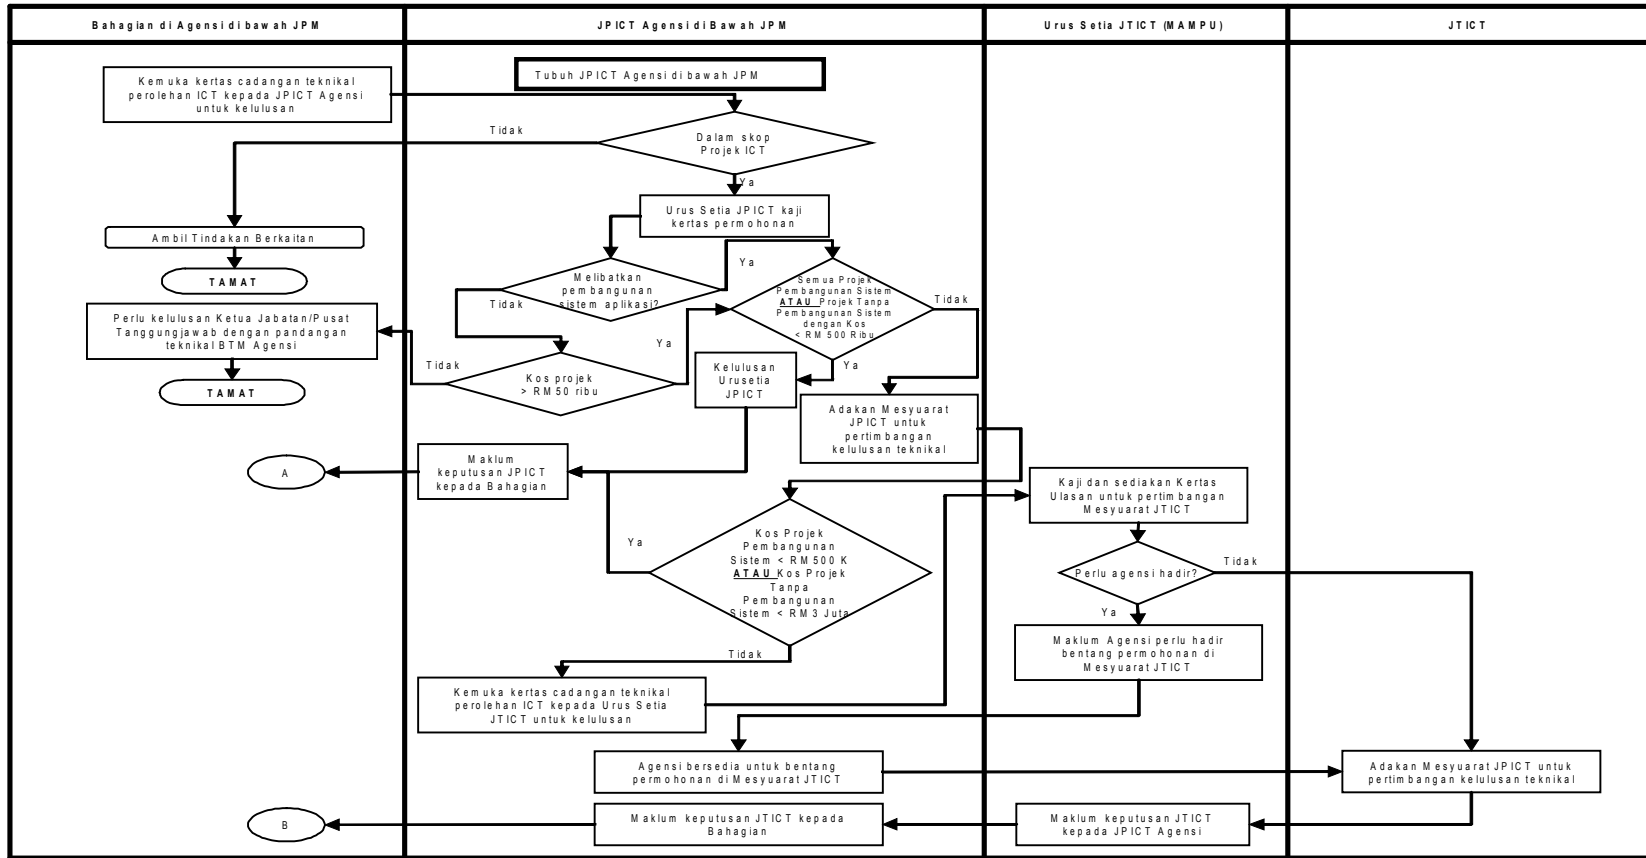 Bahagian di Agensi dibawah JPM
JPICT Agensi di Bawah JPM
Urus Setia JTICT (MAMPU)
JTICT
Kemuka kertas cadangan teknikal
perolehan ICT kepada JPICT Agensi
untuk kelulusan
Tubuh JPICT Agensi di bawah JPM
Tidak
Dalam skop
Projek ICT
Ya
Urus Setia JPICT kaji
kertas permohonan
Ambil Tindakan Berkaitan
TAMAT
Melibatkan
pembangunan
sistem aplikasi?
Ya
Tidak
Semua Projek
Pembangunan Sistem
ATAU Projek Tanpa
Pembangunan Sistem
dengan Kos
< RM 500 Ribu
Tidak
Perlu kelulusan Ketua Jabatan/Pusat
Tanggungjawab dengan pandangan
teknikal BTM Agensi
TAMAT
Tidak
Kos projek
> RM50 ribu
Ya
Kelulusan
Urusetia
JPICT
Ya
Adakan Mesyuarat
JPICT untuk
pertimbangan
kelulusan teknikal
A
Maklum
keputusan JPICT
kepada Bahagian
Kaji dan sediakan Kertas
Ulasan untuk pertimbangan
Mesyuarat JTICT
Ya
Kos Projek
Pembangunan
Sistem < RM500 K
ATAU Kos Projek
Tanpa
Pembangunan
Sistem < RM3 Juta
Tidak
Perlu agensi hadir?
Tidak
Ya
Maklum Agensi perlu hadir
bentang permohonan di
Mesyuarat JTICT
Kemuka kertas cadangan teknikal
perolehan ICT kepada Urus Setia
JTICT untuk kelulusan
Agensi bersedia untuk bentang
permohonan di Mesyuarat JTICT
Adakan Mesyuarat JPICT untuk
pertimbangan kelulusan teknikal
B
Maklum keputusan JTICT kepada
Bahagian
Maklum keputusan JTICT
kepada JPICT Agensi